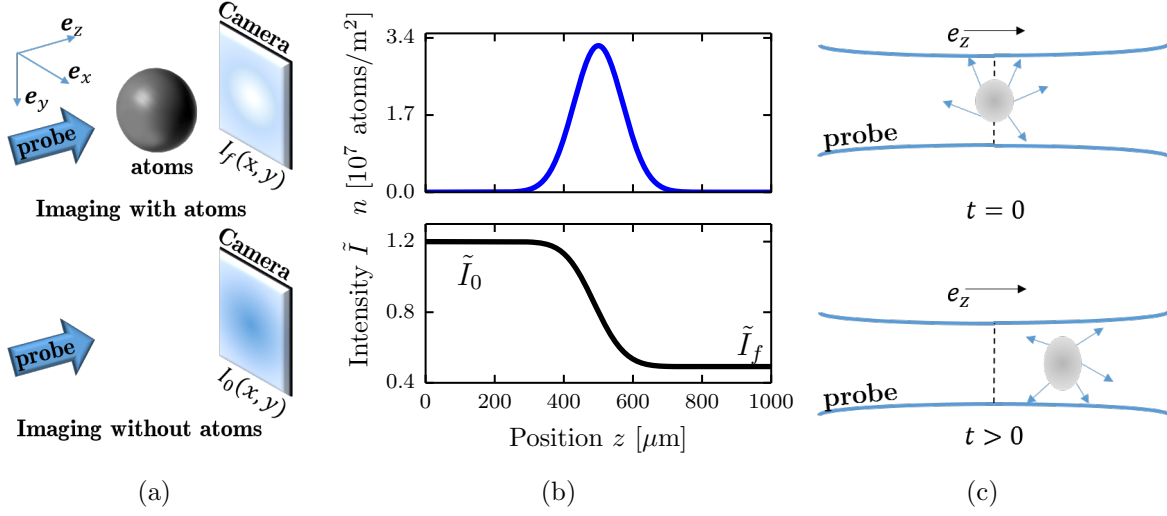 e_z
e_x
e_y
probe
atoms
Camera
I_f(x, y)
Imaging with atoms
Camera
probe
I_0(x, y)
Imaging without atoms
(a)
n [10^7 atoms/m^2]
3.4
1.7
0.0
Intensity Ĩ
1.2
0.8
0.4
Ĩ_0
Ĩ_f
0 200 400 600 800 1000
Position z [μm]
(b)
e_z
probe
t = 0
e_z
probe
t > 0
(c)